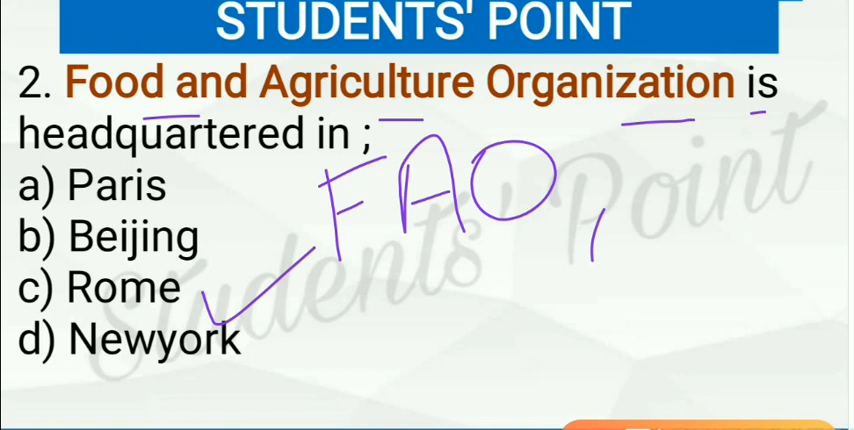 STUDENTS' POINT
2. Food and Agriculture Organization is
headquartered in ;
a) Paris
b) Beijing
c) Rome
d) Newyork
FAO,
Students' Point